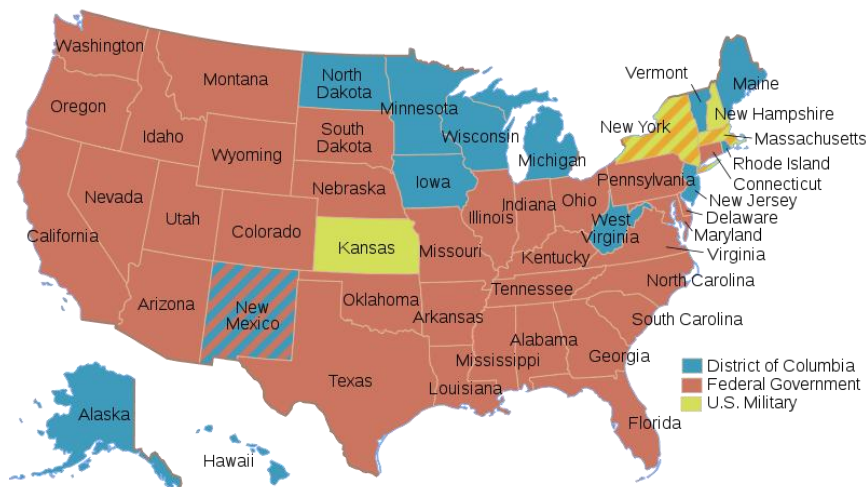 Washington
Oregon
California
Nevada
Idaho
Montana
Wyoming
Utah
Colorado
Arizona
New
Mexico
North
Dakota
South
Dakota
Nebraska
Kansas
Oklahoma
Texas
Minnesota
Iowa
Missouri
Arkansas
Louisiana
Wisconsin
Illinois
Michigan
Indiana
Ohio
Kentucky
Tennessee
Mississippi
Alabama
Georgia
Florida
South Carolina
North Carolina
Virginia
West
Virginia
Maryland
Delaware
Pennsylvania
New Jersey
New York
Connecticut
Rhode Island
Massachusetts
New Hampshire
Vermont
Maine
Alaska
Hawaii
District of Columbia
Federal Government
U.S. Military